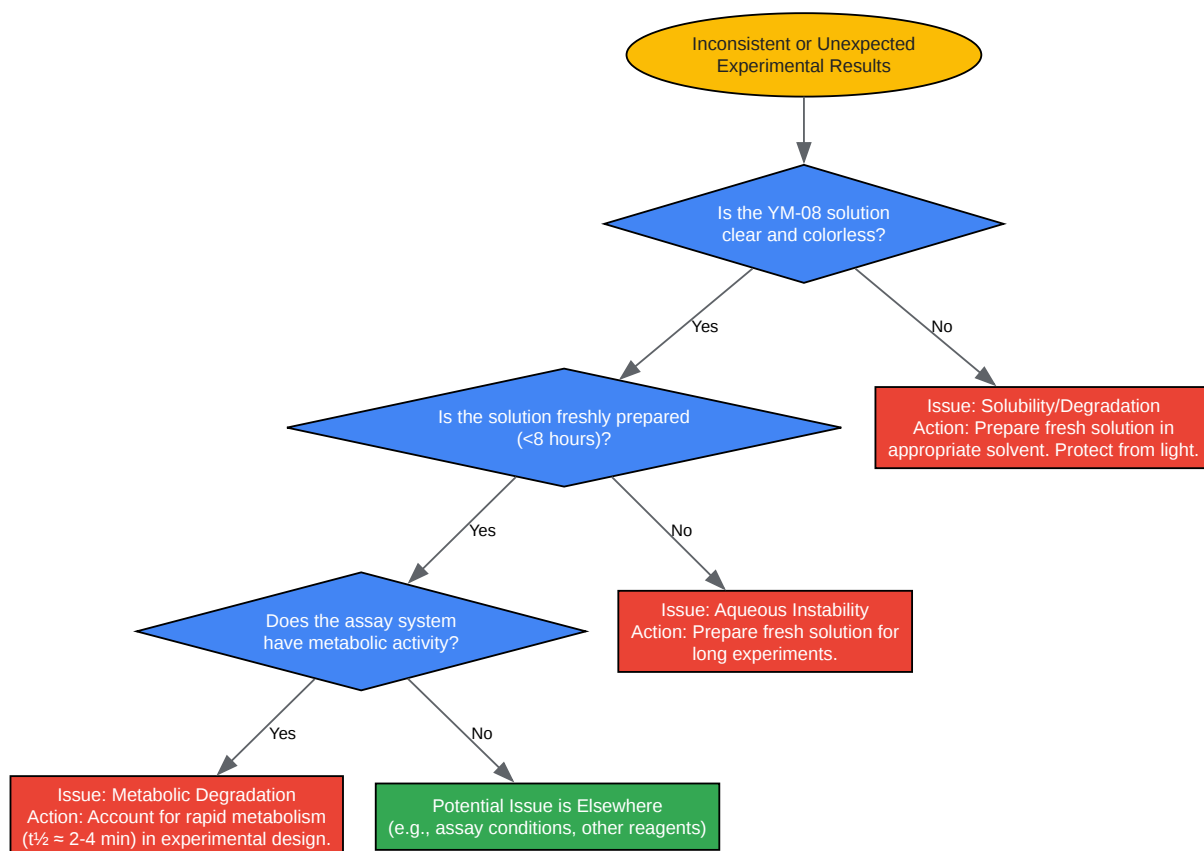 Inconsistent or Unexpected
Experimental Results
Is the YM-08 solution
clear and colorless?
Yes
No
Is the solution freshly prepared
(<8 hours)?
Issue: Solubility/Degradation
Action: Prepare fresh solution in
appropriate solvent. Protect from light.
Yes
No
Does the assay system
have metabolic activity?
Issue: Aqueous Instability
Action: Prepare fresh solution for
long experiments.
Yes
No
Issue: Metabolic Degradation
Action: Account for rapid metabolism
(t½ ≈ 2-4 min) in experimental design.
Potential Issue is Elsewhere
(e.g., assay conditions, other reagents)